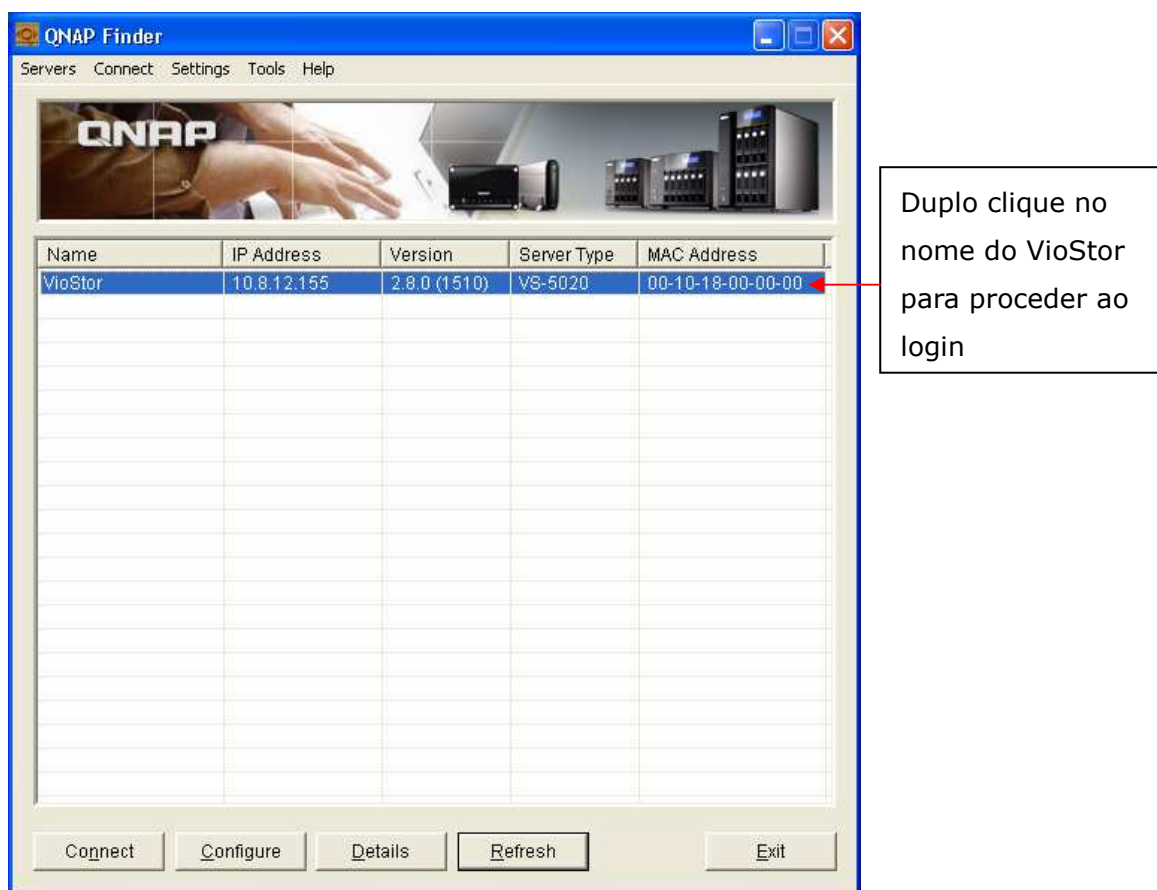 QNAP Finder
Servers Connect Settings Tools Help
QNAP
Name IP Address Version Server Type MAC Address
VioStor 10.8.12.155 2.8.0 (1510) VS-5020 00-10-18-00-00-00
Duplo clique no
nome do VioStor
para proceder ao
login
Connect Configure Details Refresh Exit